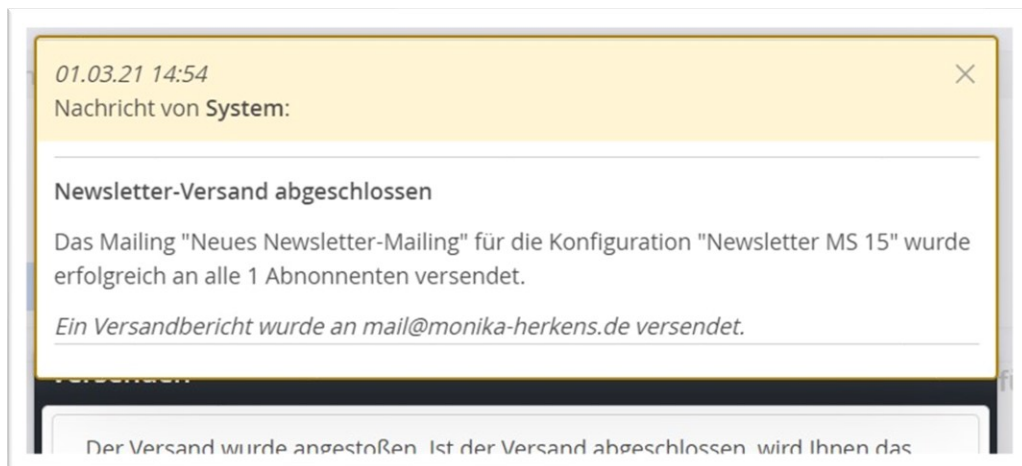 01.03.21 14:54
Nachricht von System:
Newsletter-Versand abgeschlossen
Das Mailing "Neues Newsletter-Mailing" für die Konfiguration "Newsletter MS 15" wurde
erfolgreich an alle 1 Abnonnenten versendet.
Ein Versandbericht wurde an mail@monika-herkens.de versendet.
Der Versand wurde angestoßen. Ist der Versand abgeschlossen, wird Ihnen das